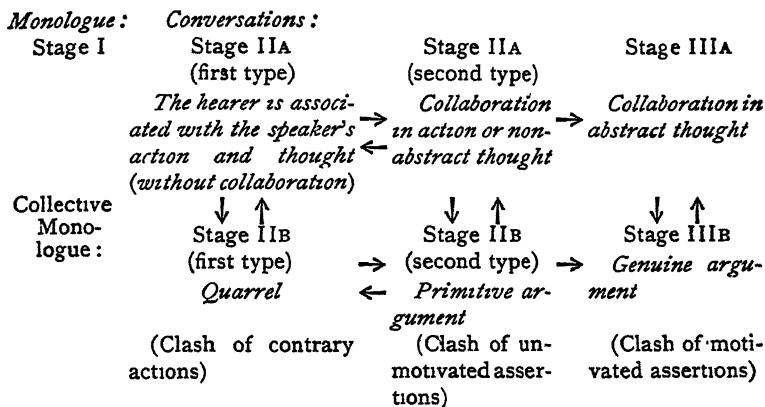 Monologue: Conversations:
Stage I Stage IIA Stage IIA Stage IIIA
(first type) (second type)
The hearer is associ- Collaboration Collaboration in
ated with the speaker's → in action or non- → abstract thought
action and thought ← abstract thought
(without collaboration)
Collective ↓ ↑ ↓ ↑ ↓ ↑
Mono- Stage IIB Stage IIB Stage IIIB
logue: (first type) → (second type) → Genuine argu-
Quarrel ← Primitive ar- ment
gument
(Clash of contrary (Clash of un- (Clash of moti-
actions) motivated asser- vated assertions)
tions)